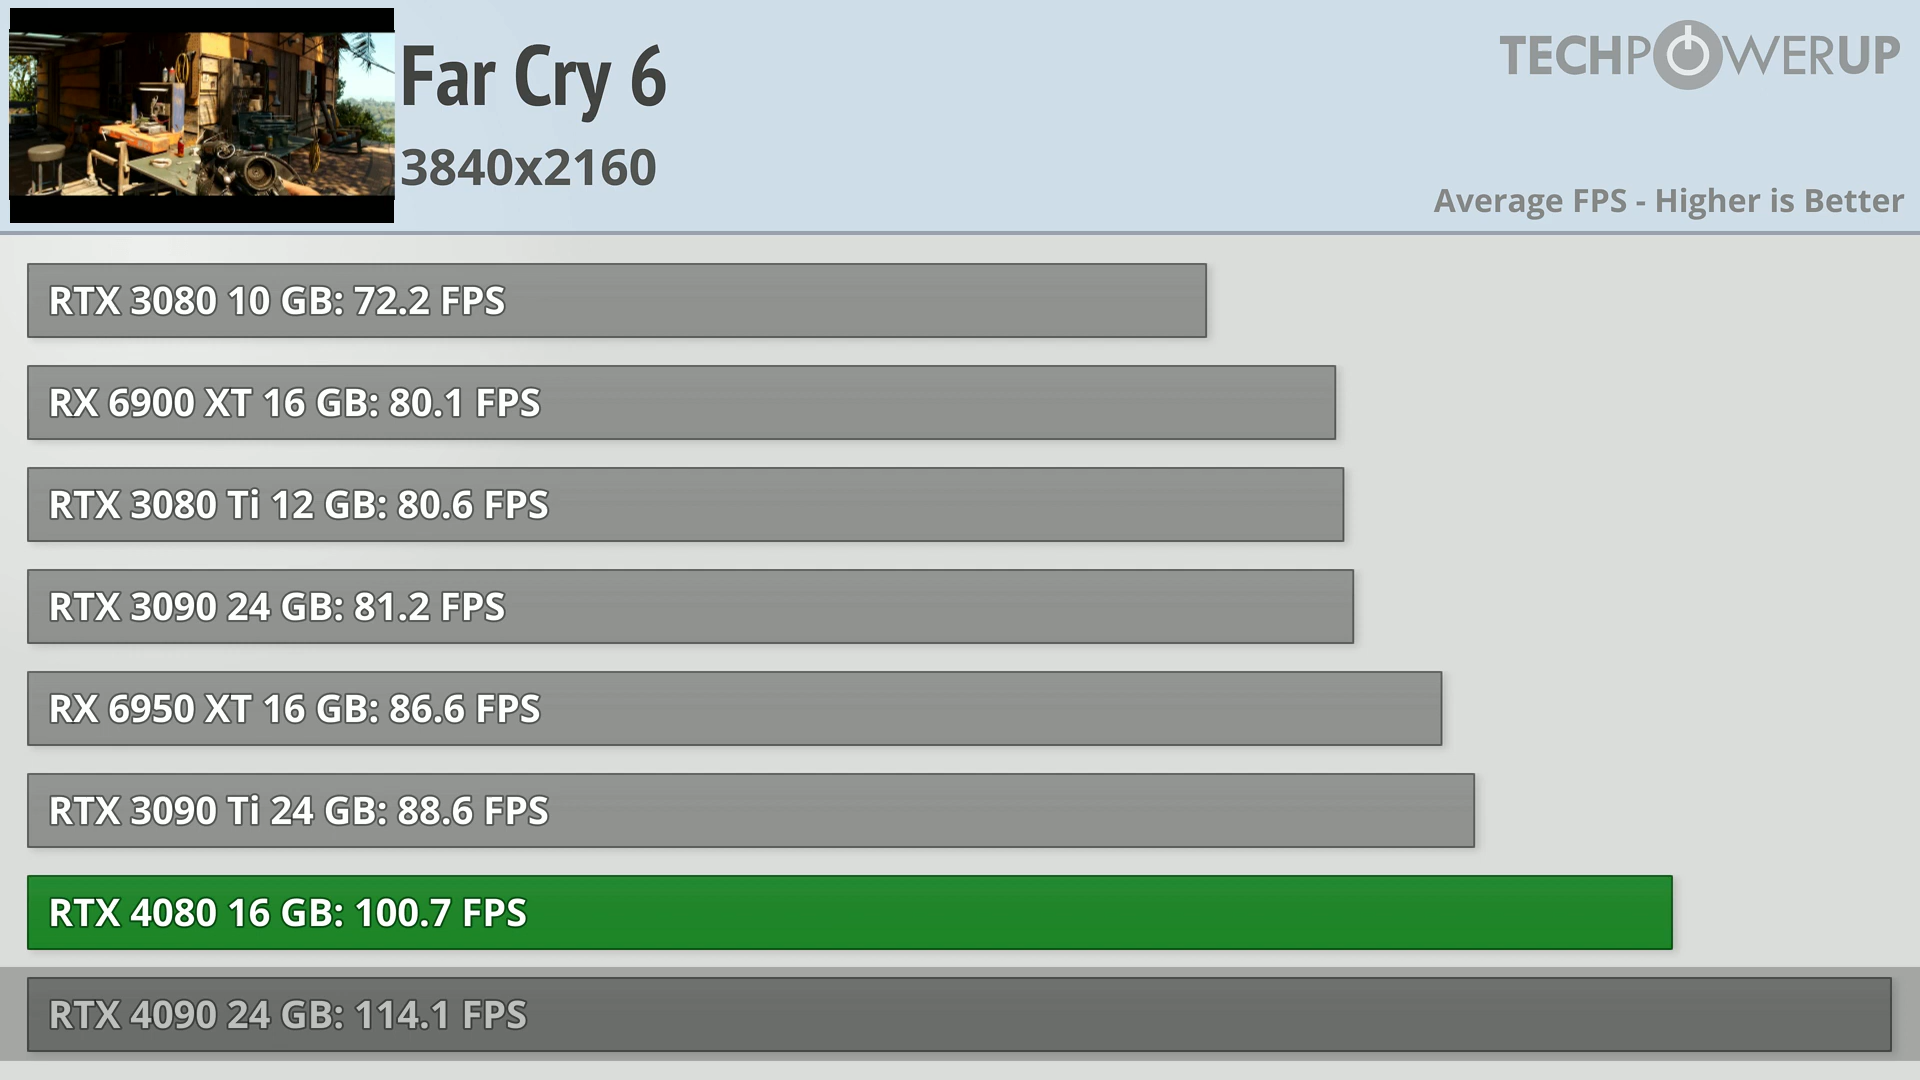 Far Cry 6
3840x2160
TECHPOWERUP
Average FPS - Higher is Better
RTX 3080 10 GB: 72.2 FPS
RX 6900 XT 16 GB: 80.1 FPS
RTX 3080 Ti 12 GB: 80.6 FPS
RTX 3090 24 GB: 81.2 FPS
RX 6950 XT 16 GB: 86.6 FPS
RTX 3090 Ti 24 GB: 88.6 FPS
RTX 4080 16 GB: 100.7 FPS
RTX 4090 24 GB: 114.1 FPS